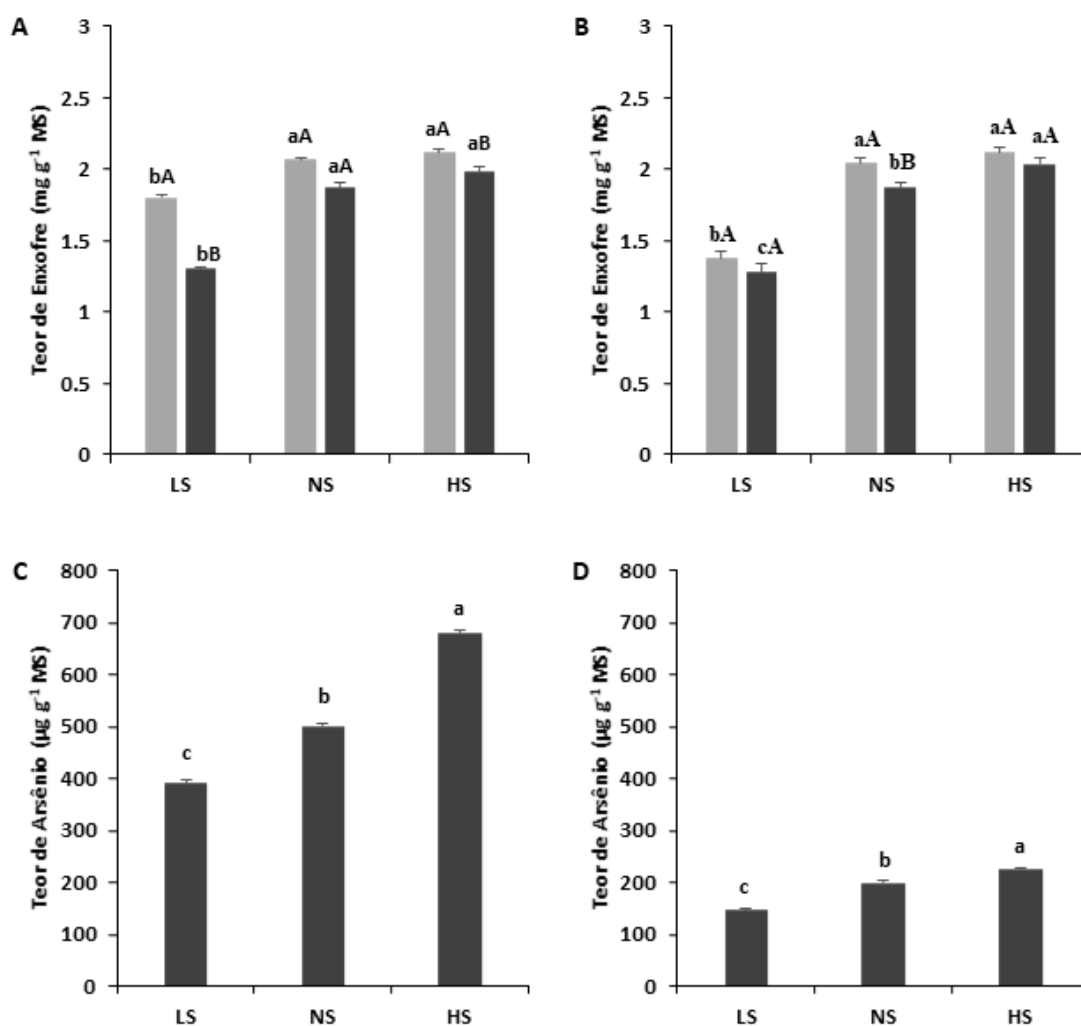 A
Teor de Enxofre (mg g⁻¹ MS)
3
2.5
2
1.5
1
0.5
0
bA
bB
aA
aA
aA
aB
LS
NS
HS
B
Teor de Enxofre (mg g⁻¹ MS)
3
2.5
2
1.5
1
0.5
0
bA
cA
aA
bB
aA
aA
LS
NS
HS
C
Teor de Arsênio (µg g⁻¹ MS)
800
700
600
500
400
300
200
100
0
c
b
a
LS
NS
HS
D
Teor de Arsênio (µg g⁻¹ MS)
800
700
600
500
400
300
200
100
0
c
b
a
LS
NS
HS